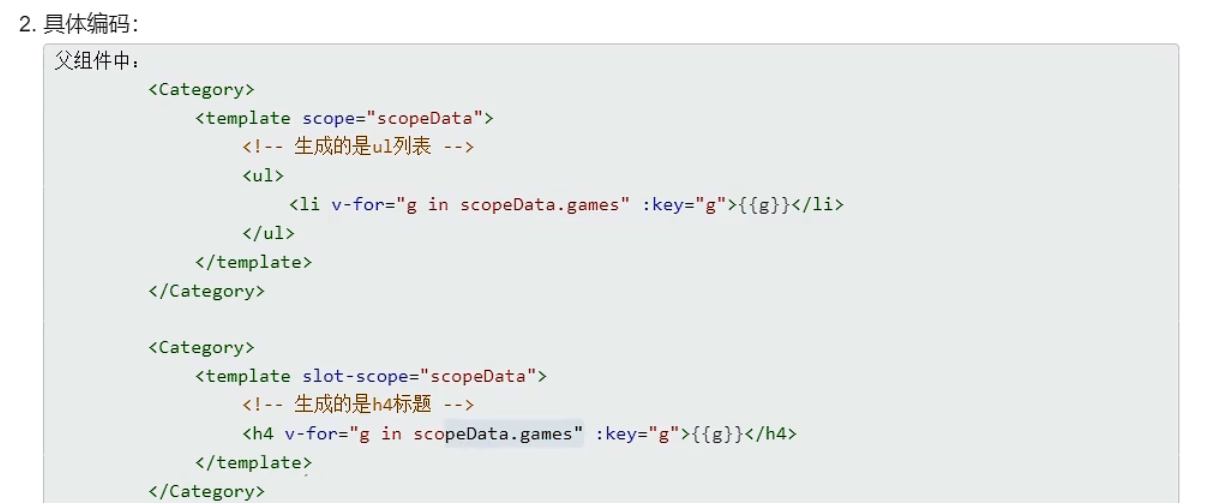 2. 具体编码：
父组件中：
<Category>
<template scope="scopeData">
<!-- 生成的是ul列表 -->
<ul>
<li v-for="g in scopeData.games" :key="g">{{g}}</li>
</ul>
</template>
</Category>
<Category>
<template slot-scope="scopeData">
<!-- 生成的是h4标题 -->
<h4 v-for="g in scopeData.games" :key="g">{{g}}</h4>
</template>
</Category>